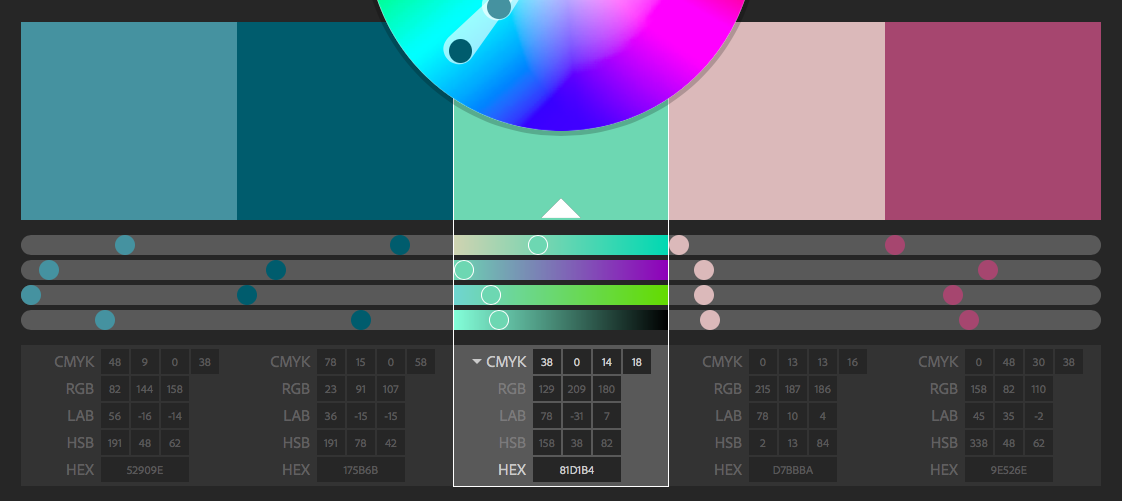 CMYK 48 9 0 38 CMYK 78 15 0 58 CMYK 38 0 14 18 CMYK 0 13 13 16 CMYK 0 48 30 38
RGB 82 144 158 RGB 23 91 107 RGB 129 209 180 RGB 215 187 186 RGB 158 82 110
LAB 56 -16 -14 LAB 36 -15 -15 LAB 78 -31 7 LAB 78 10 4 LAB 45 35 -2
HSB 191 48 62 HSB 191 78 42 HSB 158 38 82 HSB 2 13 84 HSB 338 48 62
HEX 52909E HEX 175B6B HEX 81D1B4 HEX D7BBBA HEX 9E526E